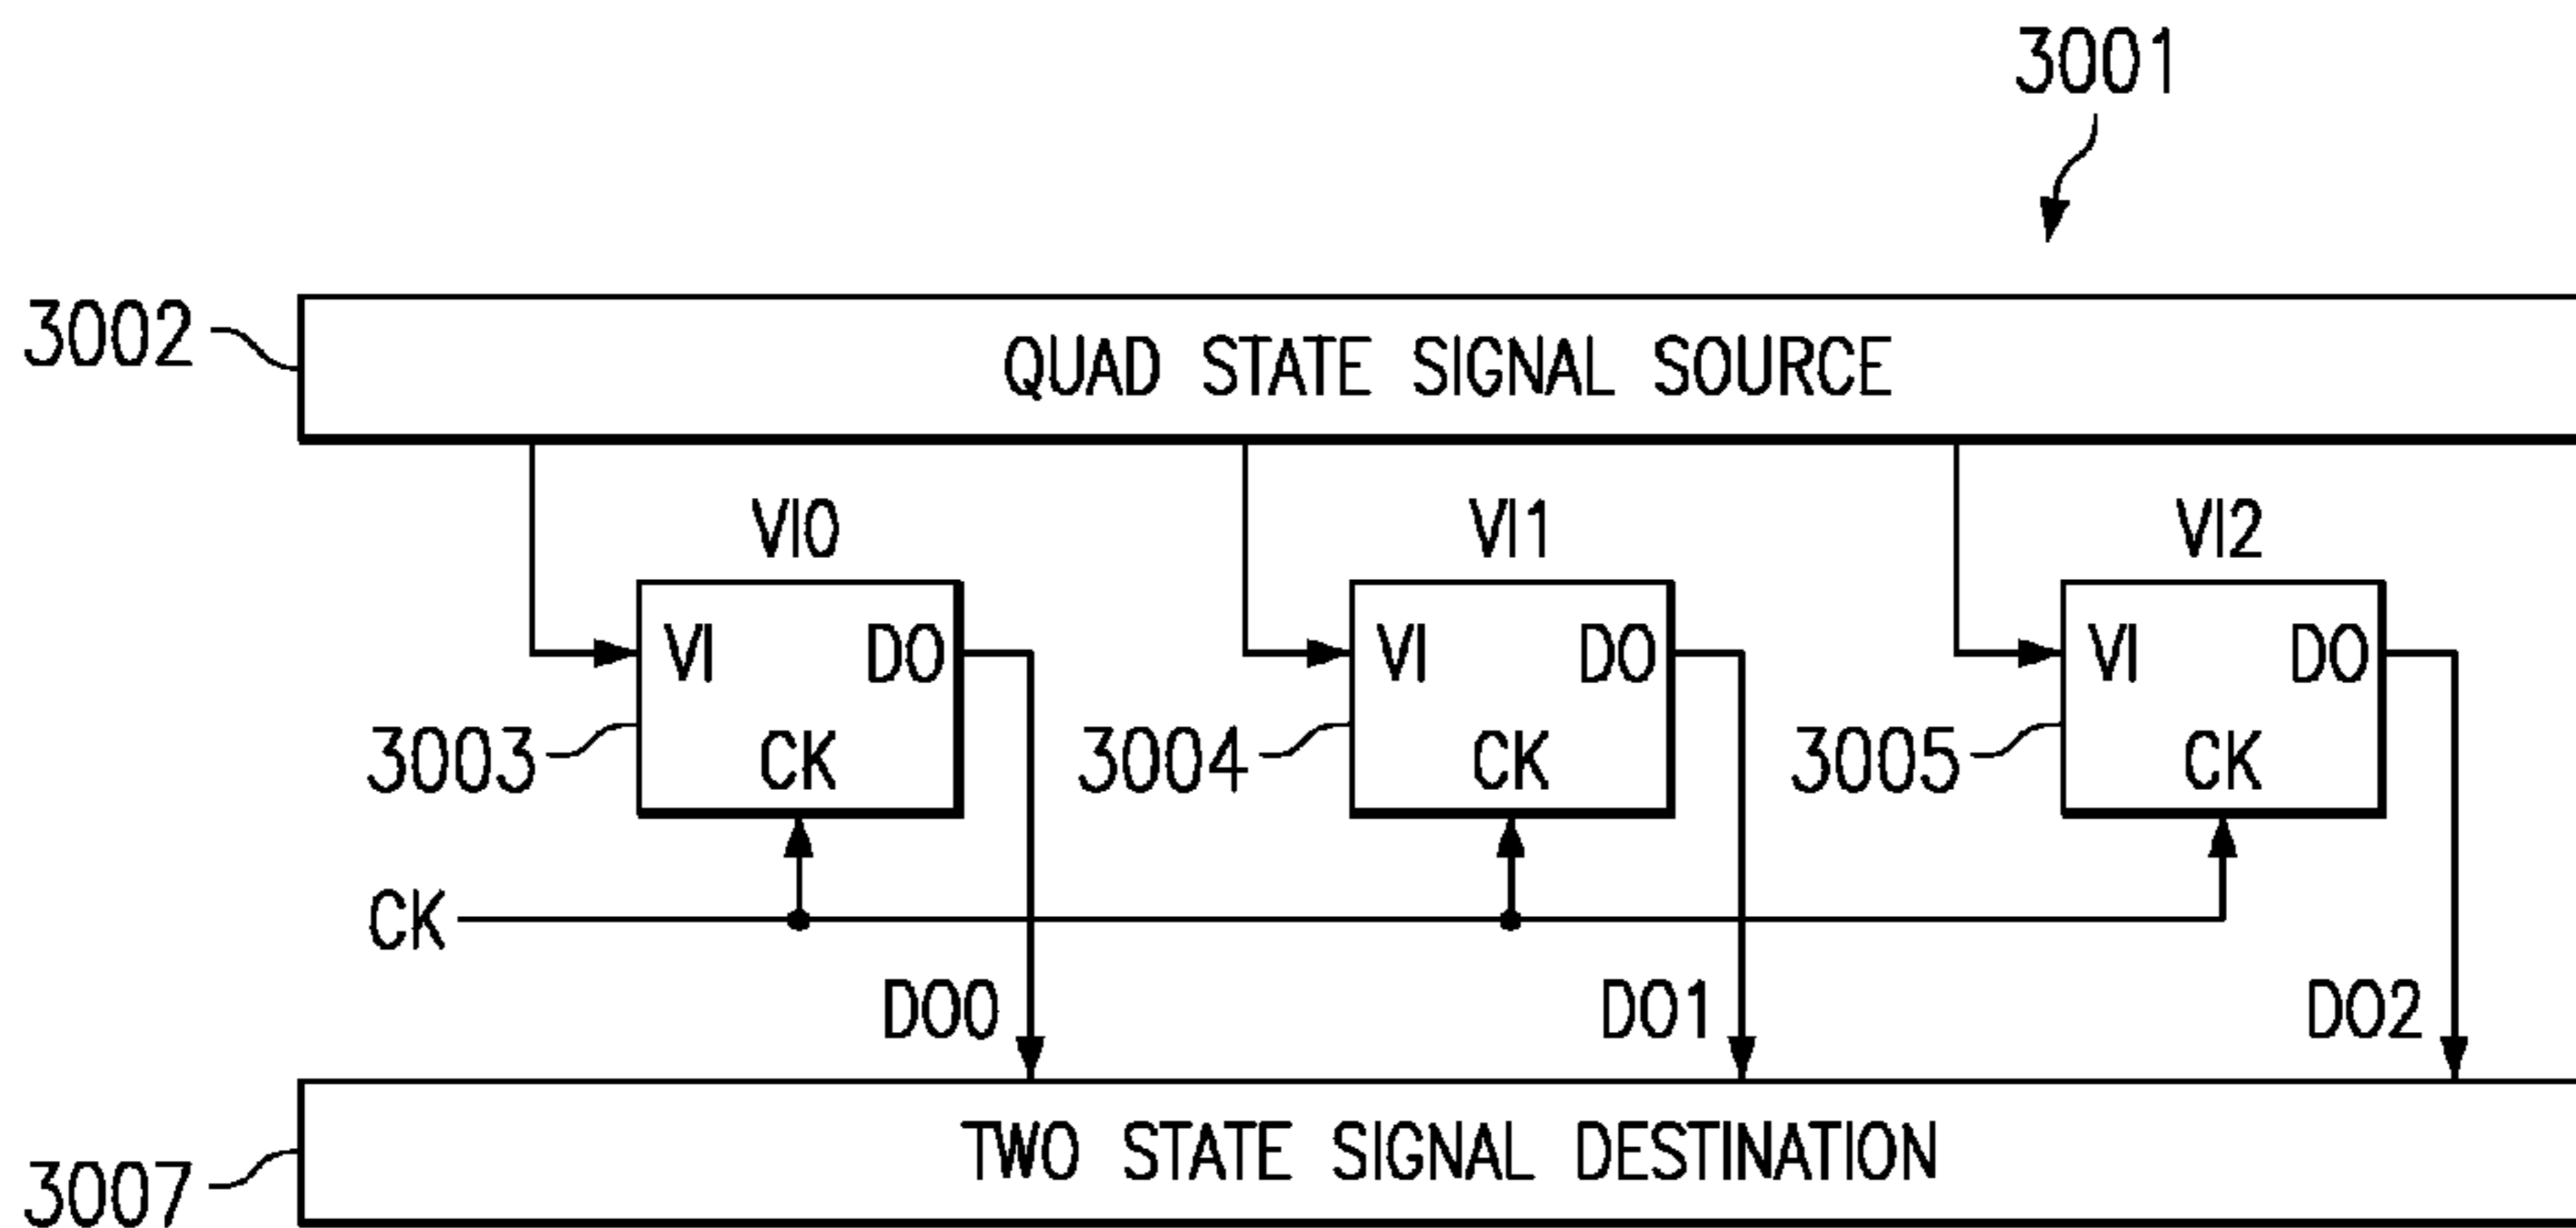 3001
3002
QUAD STATE SIGNAL SOURCE
VI0
VI1
VI2
VI DO
VI DO
VI DO
3003
CK
3004
CK
3005
CK
CK
DO0
DO1
DO2
TWO STATE SIGNAL DESTINATION
3007